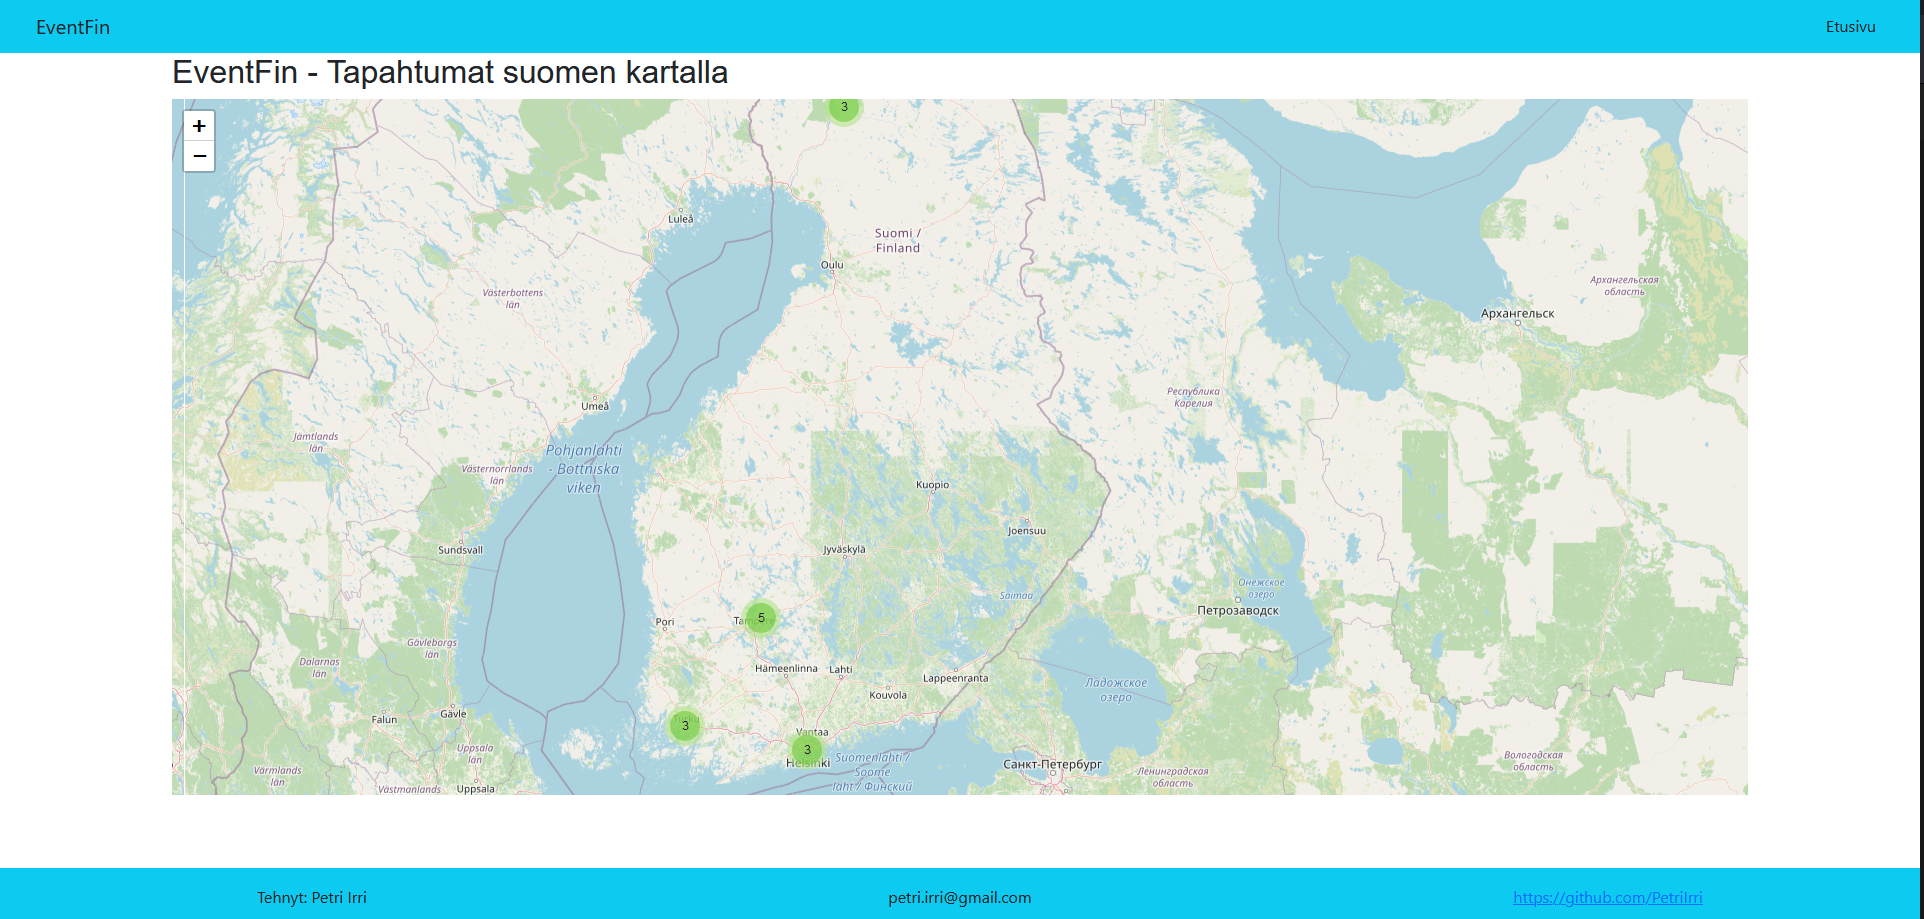 EventFin
Etusivu
EventFin - Tapahtumat suomen kartalla
+
−
3
Luleå
Suomi /
Finland
Oulu
Västerbottens
län
Архангельская
область
Архангельск
Республика
Карелия
Umeå
Jämtlands
län
Pohjanlahti
- Bottniska
viken
Västernorrlands
län
Kuopio
Joensuu
Sundsvall
Jyväskylä
Онежское
озеро
Saimaa
Петрозаводск
5
Tampere
Pori
Gävleborgs
län
Dalarnas
län
Hämeenlinna
Lahti
Lappeenranta
Kouvola
Ладожское
озеро
Falun
Gävle
3
Turku
Vantaa
3
Helsinki
Uppsala
län
Suomenlahti /
Soome
laht / Финский
Санкт-Петербург
Ленинградская
область
Вологодская
область
Värmlands
län
Västmanlands
Uppsala
Tehnyt: Petri Irri
petri.irri@gmail.com
https://github.com/PetriIrri